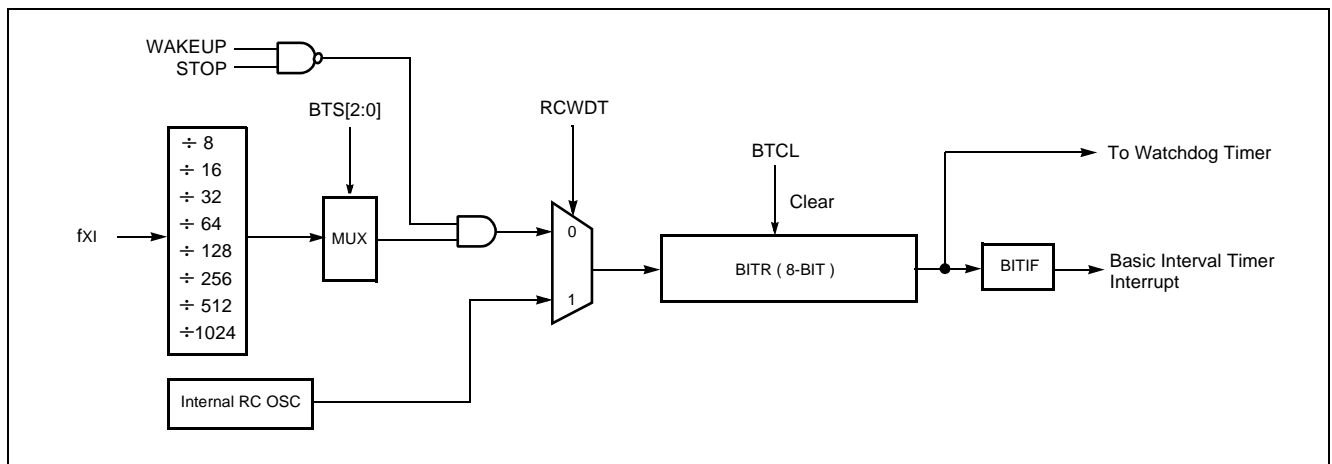 WAKEUP
STOP
BTS[2:0]
RCWDT
÷ 8
÷ 16
÷ 32
÷ 64
÷ 128
÷ 256
÷ 512
÷1024
fXI
MUX
0
1
BTCL
Clear
BITR ( 8-BIT )
To Watchdog Timer
BITIF
Basic Interval Timer
Interrupt
Internal RC OSC